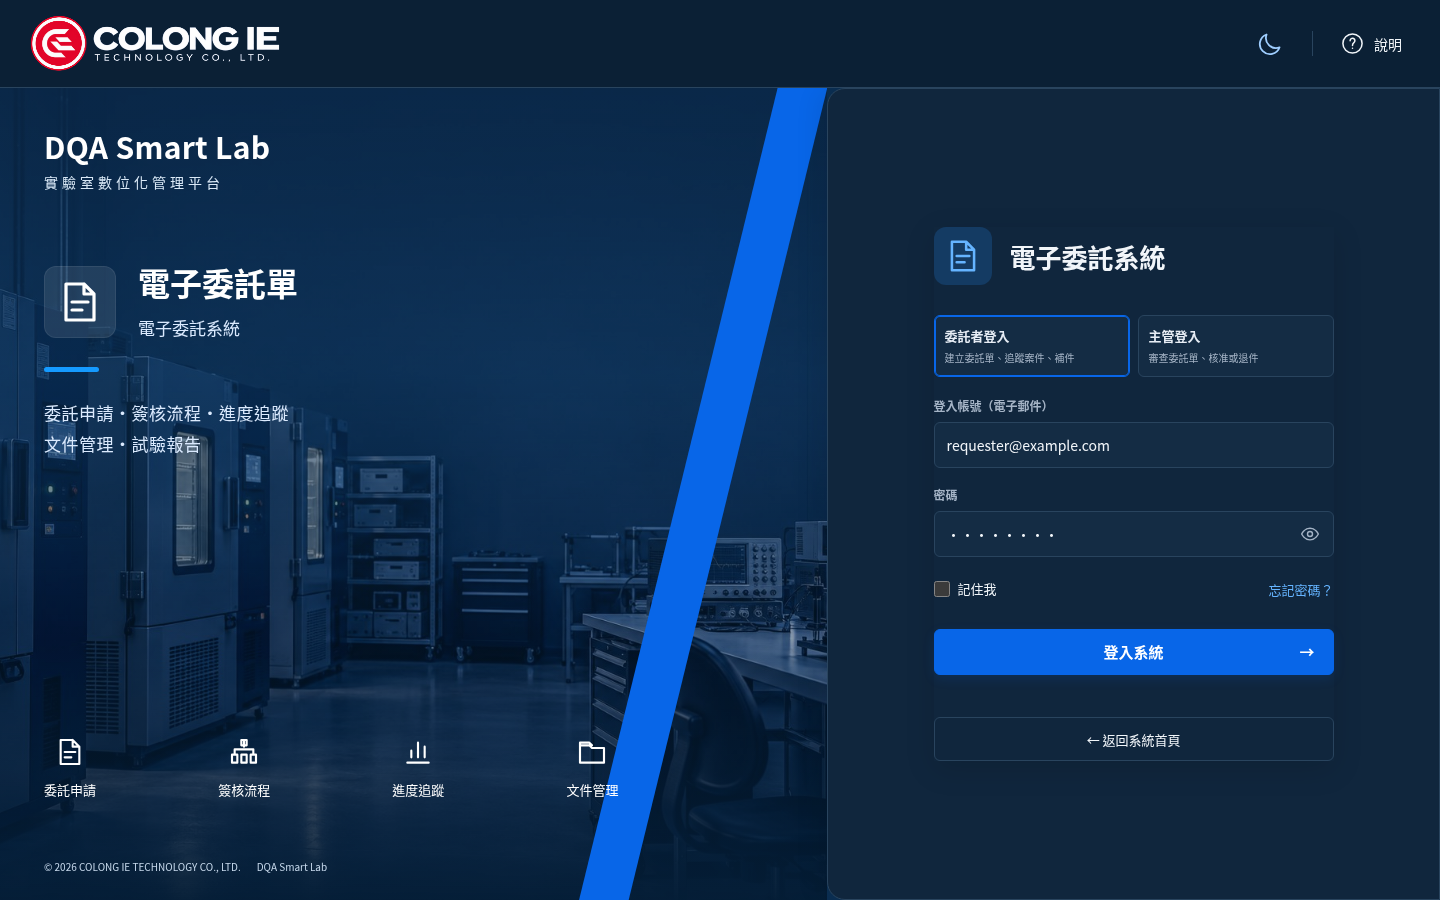 COLONG IE
TECHNOLOGY CO., LTD.
說明
DQA Smart Lab
實驗室數位化管理平台
電子委託單
電子委託系統
委託申請・簽核流程・進度追蹤
文件管理・試驗報告
委託申請
簽核流程
進度追蹤
文件管理
© 2026 COLONG IE TECHNOLOGY CO., LTD. DQA Smart Lab
電子委託系統
委託者登入
建立委託單、追蹤案件、補件
主管登入
審查委託單、核准或退件
登入帳號（電子郵件）
requester@example.com
密碼
記住我
忘記密碼？
登入系統 →
← 返回系統首頁